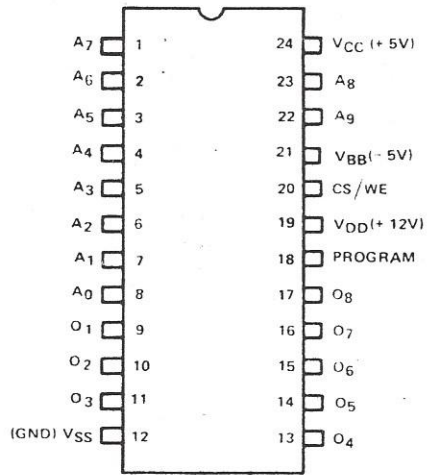 A7 1 24 VCC (+ 5V)
A6 2 23 A8
A5 3 22 A9
A4 4 21 VBB (- 5V)
A3 5 20 CS/WE
A2 6 19 VDD (+ 12V)
A1 7 18 PROGRAM
A0 8 17 O8
O1 9 16 O7
O2 10 15 O6
O3 11 14 O5
(GND) VSS 12 13 O4